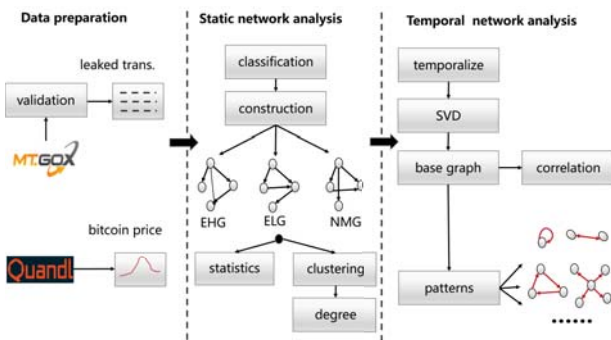 Data preparation
leaked trans.
validation
MT.GOX
bitcoin price
Quandl
Static network analysis
classification
construction
EHG ELG NMG
statistics clustering
degree
Temporal network analysis
temporalize
SVD
base graph correlation
patterns
......